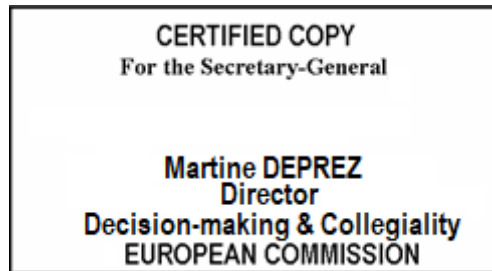 CERTIFIED COPY
For the Secretary-General
Martine DEPREZ
Director
Decision-making & Collegiality
EUROPEAN COMMISSION